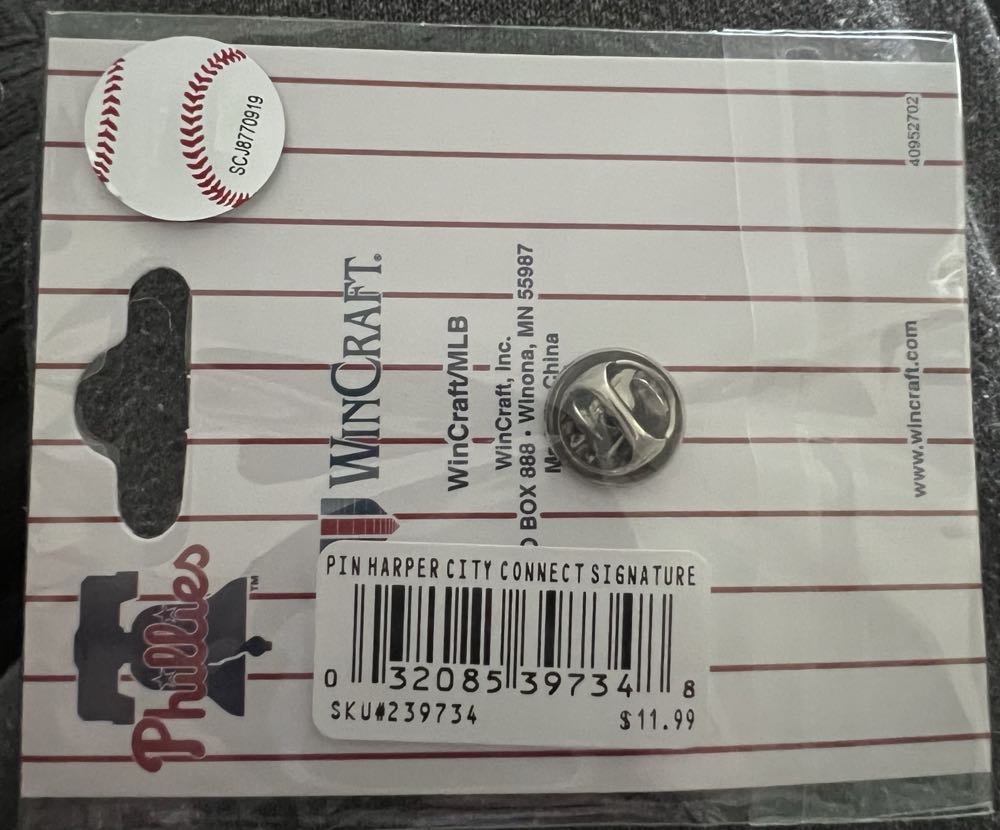 SCJ8770919
40952702
WINCRAFT®
WinCraft/MLB
WinCraft, Inc.
BOX 888 • Winona, MN 55987
China
www.wincraft.com
Phillies™
PIN HARPER CITY CONNECT SIGNATURE
0 32085 39734 8
SKU#239734 $11.99